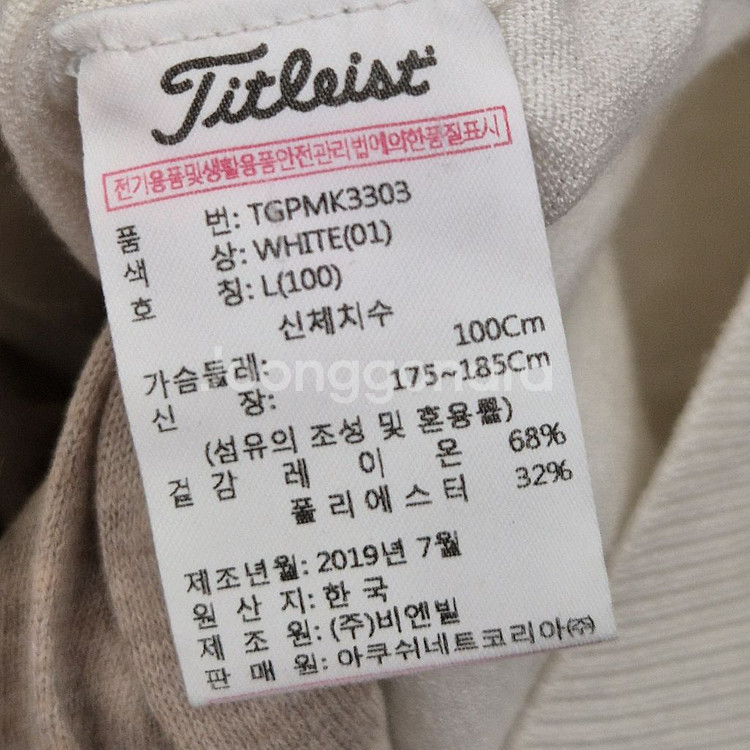 Titleist
전기용품및생활용품안전관리법에의한품질표시
품 번: TGPMK3303
색 상: WHITE(01)
호 칭: L(100)
신체치수
가슴둘레: 100Cm
신 장: 175~185Cm
(섬유의 조성 및 혼용률)
겉감 레 이 온 68%
폴리에스터 32%
제조년월: 2019년 7월
원 산 지: 한 국
제 조 원: (주)비엔빌
판 매 원: 아쿠쉬네트코리아(주)
joonggonara